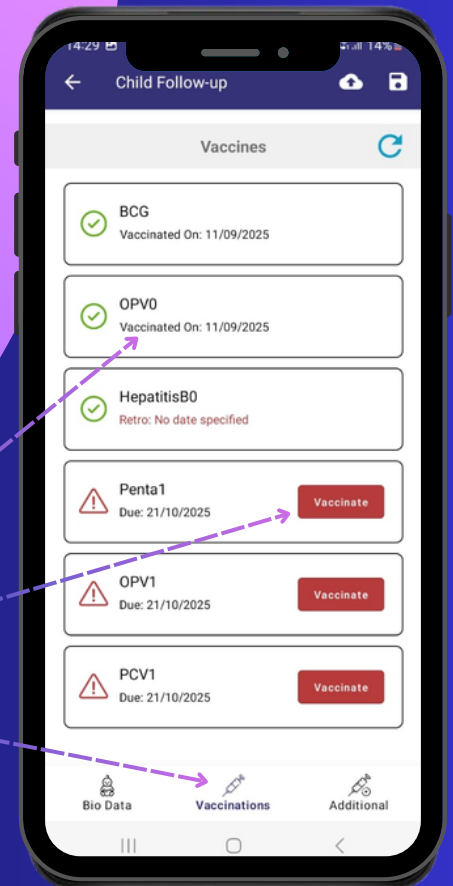 14:29 14%
Child Follow-up
Vaccines
BCG
Vaccinated On: 11/09/2025
OPV0
Vaccinated On: 11/09/2025
HepatitisB0
Retro: No date specified
Penta1
Due: 21/10/2025
Vaccinate
OPV1
Due: 21/10/2025
Vaccinate
PCV1
Due: 21/10/2025
Vaccinate
Bio Data Vaccinations Additional